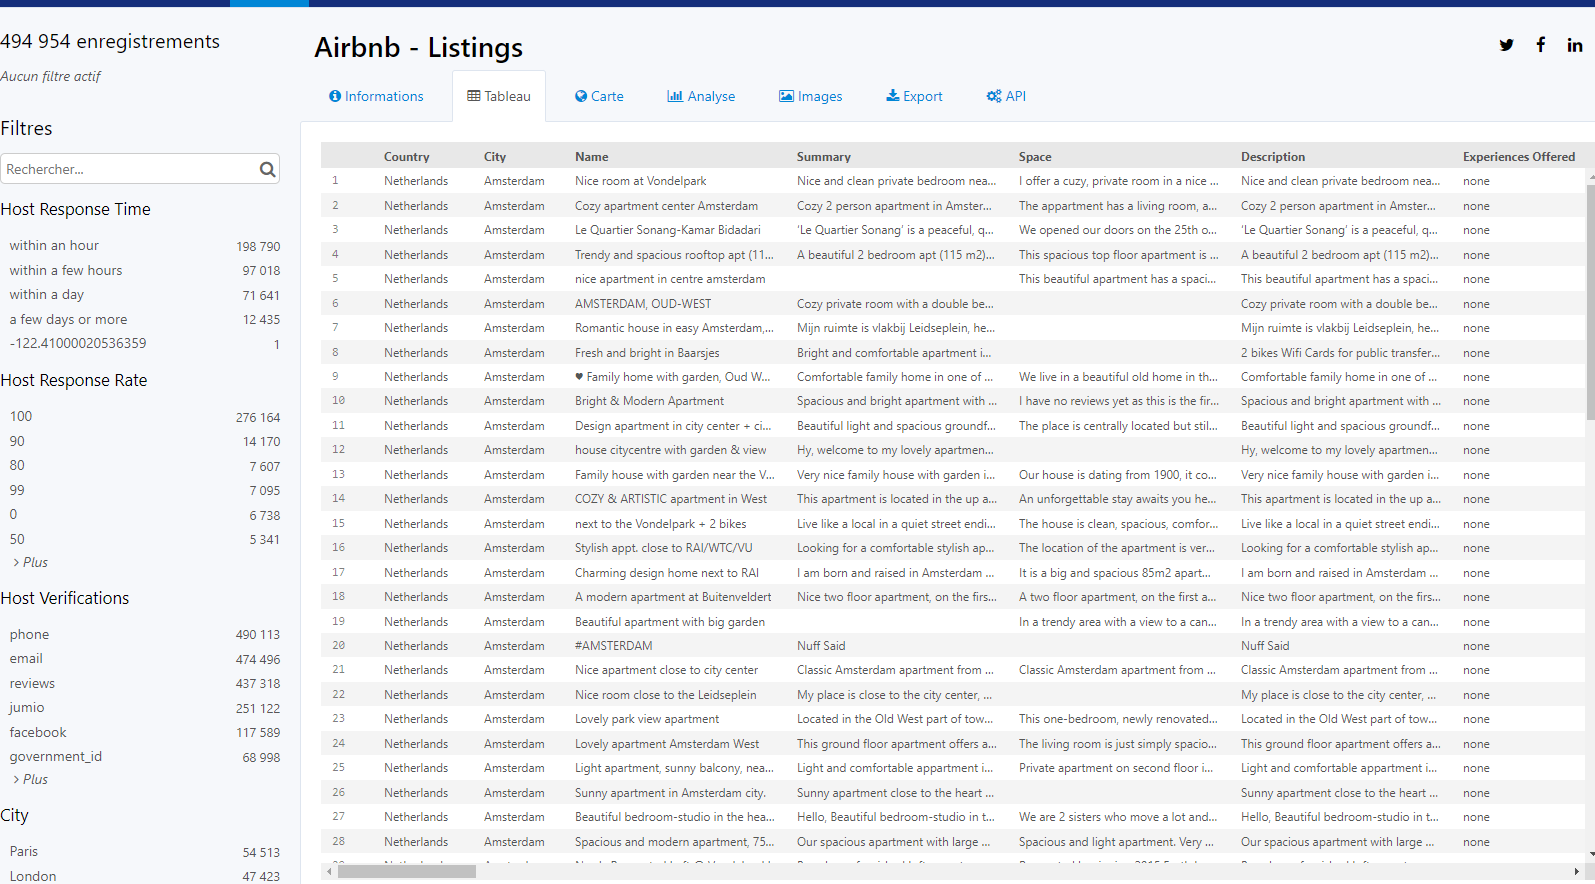 494 954 enregistrements
Aucun filtre actif
Filtres
Rechercher...
Host Response Time
within an hour 198 790
within a few hours 97 018
within a day 71 641
a few days or more 12 435
-122.41000020536359 1
Host Response Rate
100 276 164
90 14 170
80 7 607
99 7 095
0 6 738
50 5 341
> Plus
Host Verifications
phone 490 113
email 474 496
reviews 437 318
jumio 251 122
facebook 117 589
government_id 68 998
> Plus
City
Paris 54 513
London 47 423
Airbnb - Listings
Informations Tableau Carte Analyse Images Export API
Country City Name Summary Space Description Experiences Offered
1 Netherlands Amsterdam Nice room at Vondelpark Nice and clean private bedroom nea... I offer a cuzy, private room in a nice ... Nice and clean private bedroom nea... none
2 Netherlands Amsterdam Cozy apartment center Amsterdam Cozy 2 person apartment in Amster... The appartment has a living room, a... Cozy 2 person apartment in Amster... none
3 Netherlands Amsterdam Le Quartier Sonang-Kamar Bidadari 'Le Quartier Sonang' is a peaceful, q... We opened our doors on the 25th o... 'Le Quartier Sonang' is a peaceful, q... none
4 Netherlands Amsterdam Trendy and spacious rooftop apt (11... A beautiful 2 bedroom apt (115 m2)... This spacious top floor apartment is ... A beautiful 2 bedroom apt (115 m2)... none
5 Netherlands Amsterdam nice apartment in centre amsterdam This beautiful apartment has a spaci... This beautiful apartment has a spaci... none
6 Netherlands Amsterdam AMSTERDAM, OUD-WEST Cozy private room with a double be... Cozy private room with a double be... none
7 Netherlands Amsterdam Romantic house in easy Amsterdam,... Mijn ruimte is vlakbij Leidseplein, he... Mijn ruimte is vlakbij Leidseplein, he... none
8 Netherlands Amsterdam Fresh and bright in Baarsjes Bright and comfortable apartment i... 2 bikes Wifi Cards for public transfer... none
9 Netherlands Amsterdam ♥ Family home with garden, Oud W... Comfortable family home in one of ... We live in a beautiful old home in th... Comfortable family home in one of ... none
10 Netherlands Amsterdam Bright & Modern Apartment Spacious and bright apartment with ... I have no reviews yet as this is the fir... Spacious and bright apartment with ... none
11 Netherlands Amsterdam Design apartment in city center + ci... Beautiful light and spacious groundf... The place is centrally located but stil... Beautiful light and spacious groundf... none
12 Netherlands Amsterdam house citycentre with garden & view Hy, welcome to my lovely apartmen... Hy, welcome to my lovely apartmen... none
13 Netherlands Amsterdam Family house with garden near the V... Very nice family house with garden i... Our house is dating from 1900, it co... Very nice family house with garden i... none
14 Netherlands Amsterdam COZY & ARTISTIC apartment in West This apartment is located in the up a... An unforgettable stay awaits you he... This apartment is located in the up a... none
15 Netherlands Amsterdam next to the Vondelpark + 2 bikes Live like a local in a quiet street endi... The house is clean, spacious, comfor... Live like a local in a quiet street endi... none
16 Netherlands Amsterdam Stylish appt. close to RAI/WTC/VU Looking for a comfortable stylish ap... The location of the apartment is ver... Looking for a comfortable stylish ap... none
17 Netherlands Amsterdam Charming design home next to RAI I am born and raised in Amsterdam ... It is a big and spacious 85m2 apart... I am born and raised in Amsterdam ... none
18 Netherlands Amsterdam A modern apartment at Buitenveldert Nice two floor apartment, on the firs... A two floor apartment, on the first a... Nice two floor apartment, on the firs... none
19 Netherlands Amsterdam Beautiful apartment with big garden In a trendy area with a view to a can... In a trendy area with a view to a can... none
20 Netherlands Amsterdam #AMSTERDAM Nuff Said Nuff Said none
21 Netherlands Amsterdam Nice apartment close to city center Classic Amsterdam apartment from ... Classic Amsterdam apartment from ... Classic Amsterdam apartment from ... none
22 Netherlands Amsterdam Nice room close to the Leidseplein My place is close to the city center, ... My place is close to the city center, ... none
23 Netherlands Amsterdam Lovely park view apartment Located in the Old West part of tow... This one-bedroom, newly renovated... Located in the Old West part of tow... none
24 Netherlands Amsterdam Lovely apartment Amsterdam West This ground floor apartment offers a... The living room is just simply spacio... This ground floor apartment offers a... none
25 Netherlands Amsterdam Light apartment, sunny balcony, nea... Light and comfortable appartment i... Private apartment on second floor i... Light and comfortable appartment i... none
26 Netherlands Amsterdam Sunny apartment in Amsterdam city. Sunny apartment close to the heart ... Sunny apartment close to the heart ... none
27 Netherlands Amsterdam Beautiful bedroom-studio in the hea... Hello, Beautiful bedroom-studio in t... We are 2 sisters who move a lot and... Hello, Beautiful bedroom-studio in t... none
28 Netherlands Amsterdam Spacious and modern apartment, 75... Our spacious apartment with large ... Spacious and light apartment. Very ... Our spacious apartment with large ... none